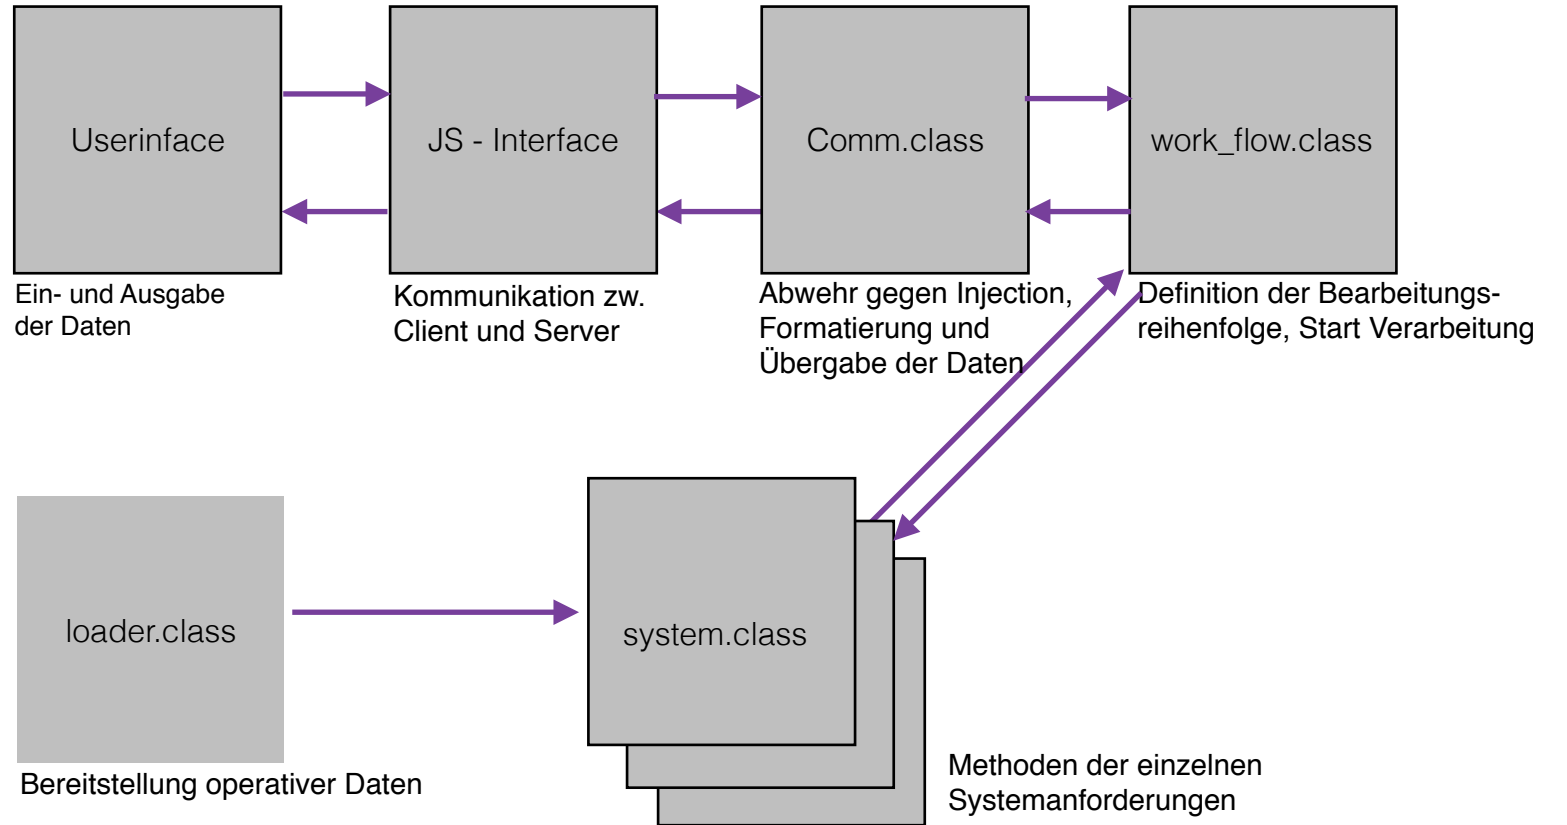 Userinface
JS - Interface
Comm.class
work_flow.class
Ein- und Ausgabe
der Daten
Kommunikation zw.
Client und Server
Abwehr gegen Injection,
Formatierung und
Übergabe der Daten
Definition der Bearbeitungs-
reihenfolge, Start Verarbeitung
loader.class
system.class
Bereitstellung operativer Daten
Methoden der einzelnen
Systemanforderungen